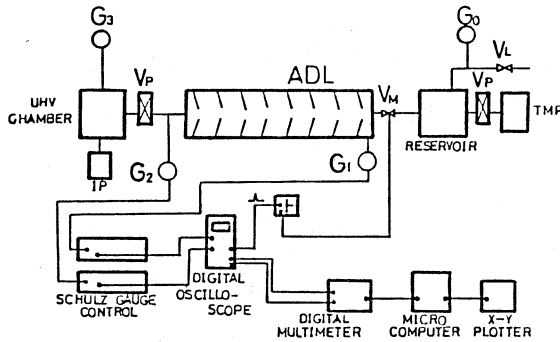 G3
G0
VP
ADL
VL
VM
VP
UHV
CHAMBER
TMP
RESERVOIR
IP
G2
G1
SCHULZ GAUGE
CONTROL
DIGITAL
OSCILLO-
SCOPE
DIGITAL
MULTIMETER
MICRO
COMPUTER
X-Y
PLOTTER